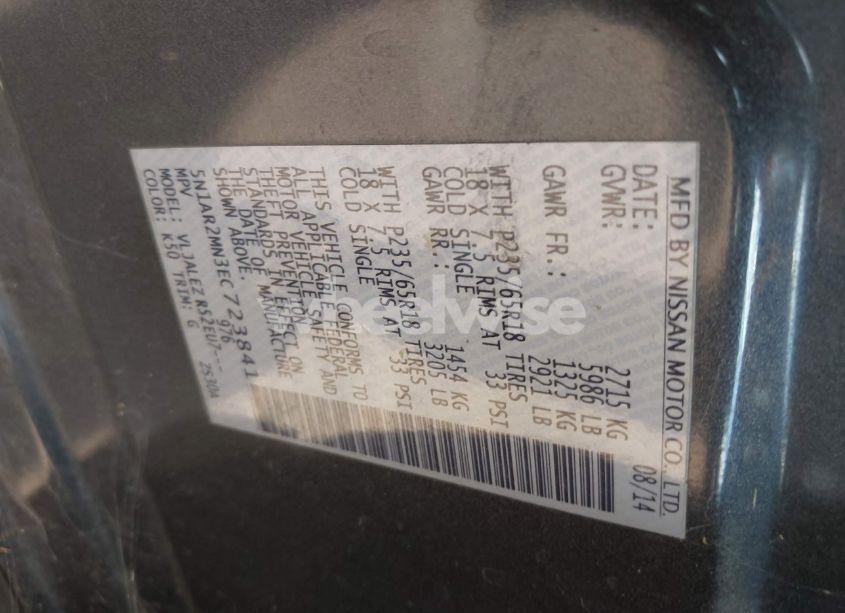 MFD BY NISSAN MOTOR CO., LTD.
DATE: 08/14
GVWR: 2715 KG
5986 LB
GAWR FR.: 1325 KG
2921 LB
WITH P235/65R18 TIRES
18 X 7.5 RIMS AT 33 PSI
COLD SINGLE
GAWR RR.: 1454 KG
3205 LB
WITH P235/65R18 TIRES
18 X 7.5 RIMS AT 33 PSI
COLD SINGLE
THIS VEHICLE CONFORMS TO
ALL APPLICABLE FEDERAL
MOTOR VEHICLE SAFETY AND
THEFT PREVENTION
STANDARDS IN EFFECT ON
THE DATE OF MANUFACTURE
SHOWN ABOVE. 976
5N1AR2MN3EC723841
MPV
MODEL: VLJALEZ R52EU7---
COLOR: K50 TRIM: G ZS30A
wheelwise